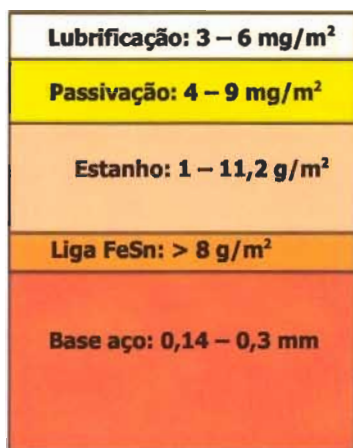 Lubrificação: 3 – 6 mg/m²
Passivação: 4 – 9 mg/m²
Estanho: 1 – 11,2 g/m²
Liga FeSn: > 8 g/m²
Base aço: 0,14 – 0,3 mm